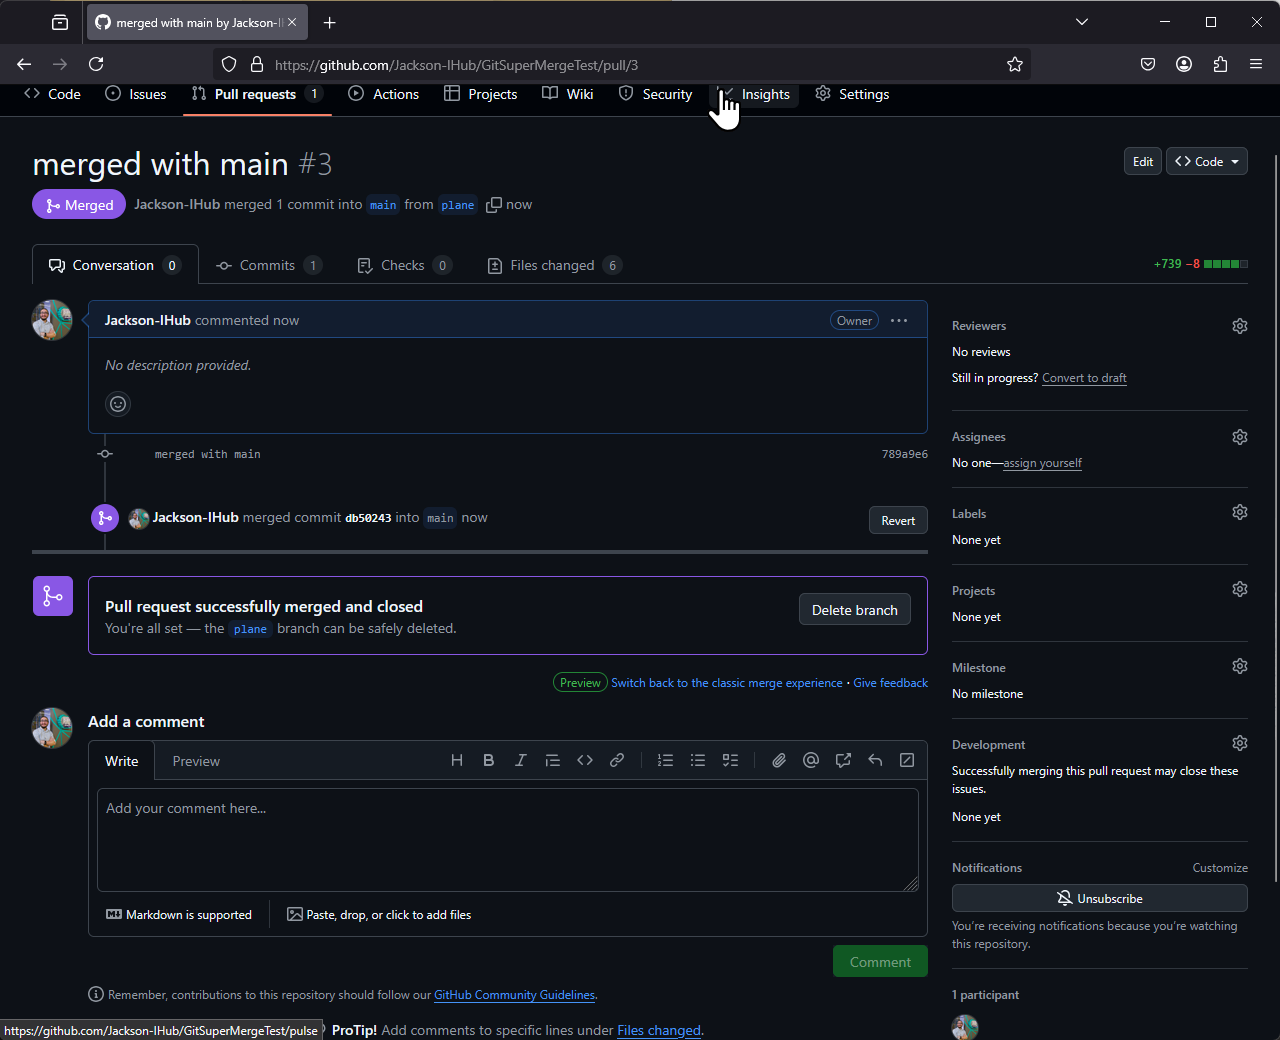 merged with main by Jackson-I
https://github.com/Jackson-IHub/GitSuperMergeTest/pull/3
Code
Issues
Pull requests 1
Actions
Projects
Wiki
Security
Insights
Settings
merged with main #3
Edit
Code
Merged
Jackson-IHub merged 1 commit into main from plane now
Conversation 0
Commits 1
Checks 0
Files changed 6
+739 −8
Jackson-IHub commented now
Owner
No description provided.
merged with main
789a9e6
Jackson-IHub merged commit db50243 into main now
Revert
Pull request successfully merged and closed
You're all set — the plane branch can be safely deleted.
Delete branch
Preview Switch back to the classic merge experience · Give feedback
Add a comment
Write
Preview
Add your comment here...
Markdown is supported
Paste, drop, or click to add files
Comment
Remember, contributions to this repository should follow our GitHub Community Guidelines.
ProTip! Add comments to specific lines under Files changed.
Reviewers
No reviews
Still in progress? Convert to draft
Assignees
No one—assign yourself
Labels
None yet
Projects
None yet
Milestone
No milestone
Development
Successfully merging this pull request may close these
issues.
None yet
Notifications
Customize
Unsubscribe
You're receiving notifications because you're watching
this repository.
1 participant
https://github.com/Jackson-IHub/GitSuperMergeTest/pulse